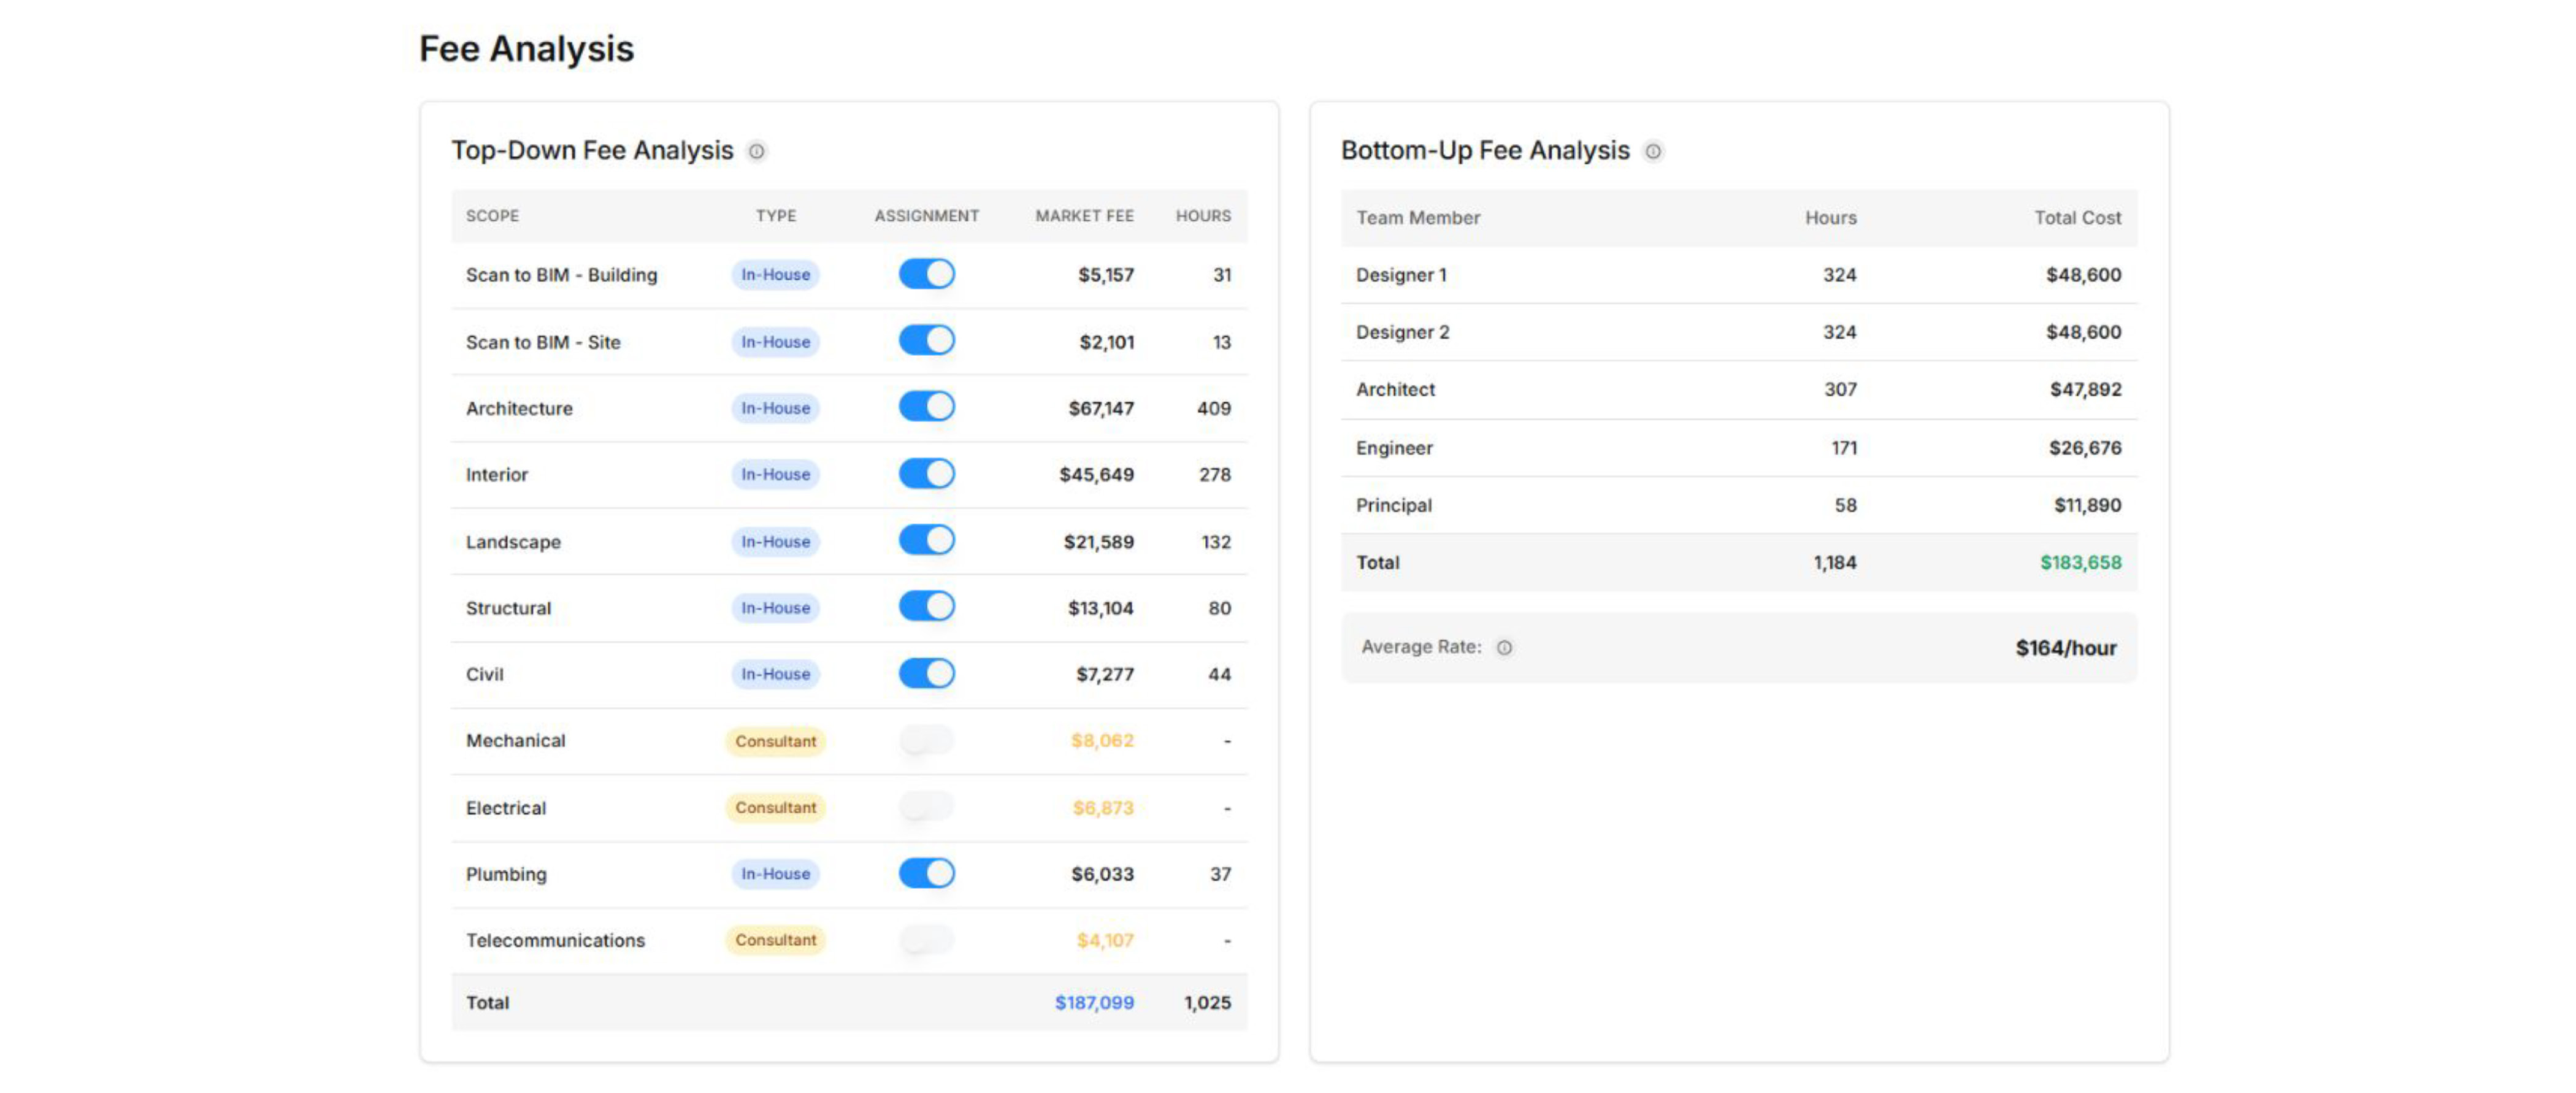 Fee Analysis
Top-Down Fee Analysis
SCOPE TYPE ASSIGNMENT MARKET FEE HOURS
Scan to BIM - Building In-House $5,157 31
Scan to BIM - Site In-House $2,101 13
Architecture In-House $67,147 409
Interior In-House $45,649 278
Landscape In-House $21,589 132
Structural In-House $13,104 80
Civil In-House $7,277 44
Mechanical Consultant $8,062 -
Electrical Consultant $6,873 -
Plumbing In-House $6,033 37
Telecommunications Consultant $4,107 -
Total $187,099 1,025
Bottom-Up Fee Analysis
Team Member Hours Total Cost
Designer 1 324 $48,600
Designer 2 324 $48,600
Architect 307 $47,892
Engineer 171 $26,676
Principal 58 $11,890
Total 1,184 $183,658
Average Rate: $164/hour